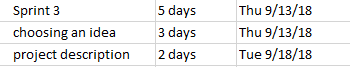 Sprint 3 5 days Thu 9/13/18
choosing an idea 3 days Thu 9/13/18
project description 2 days Tue 9/18/18